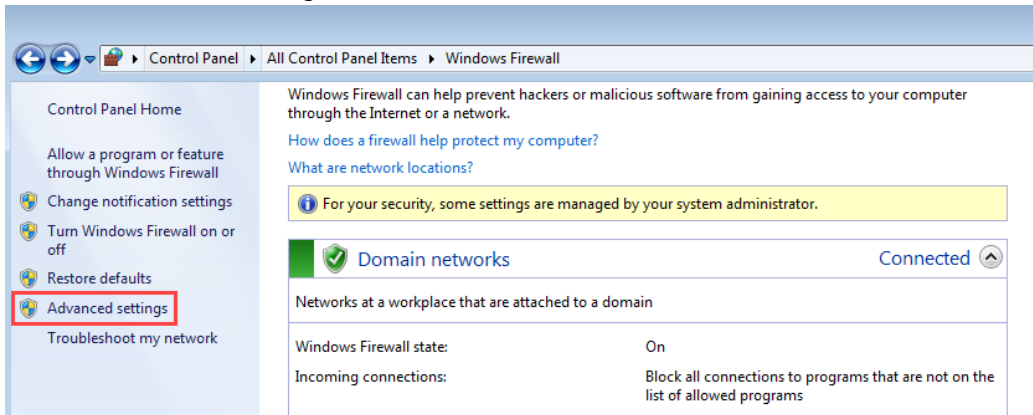 Control Panel ▸ All Control Panel Items ▸ Windows Firewall
Control Panel Home
Allow a program or feature
through Windows Firewall
Change notification settings
Turn Windows Firewall on or
off
Restore defaults
Advanced settings
Troubleshoot my network
Windows Firewall can help prevent hackers or malicious software from gaining access to your computer
through the Internet or a network.
How does a firewall help protect my computer?
What are network locations?
For your security, some settings are managed by your system administrator.
Domain networks Connected
Networks at a workplace that are attached to a domain
Windows Firewall state: On
Incoming connections: Block all connections to programs that are not on the
list of allowed programs